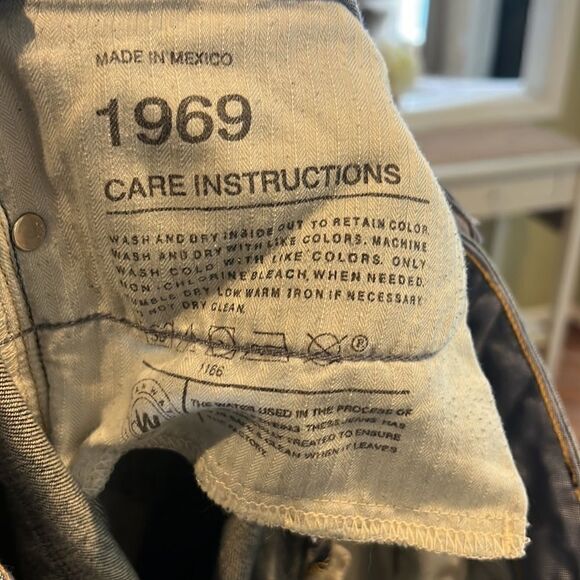 MADE IN MEXICO
1969
CARE INSTRUCTIONS
WASH AND DRY INSIDE OUT TO RETAIN COLOR
WASH AND DRY WITH LIKE COLORS. MACHINE
WASH COLD WITH LIKE COLORS. ONLY
NON-CHLORINE BLEACH, WHEN NEEDED.
TUMBLE DRY LOW WARM IRON IF NECESSARY
NOT DRY CLEAN.
®
1166
THE WATER USED IN THE PROCESS OF
THESE JEANS HAS
TREATED TO ENSURE
CLEAN WHEN IT LEAVES
FACTORY.